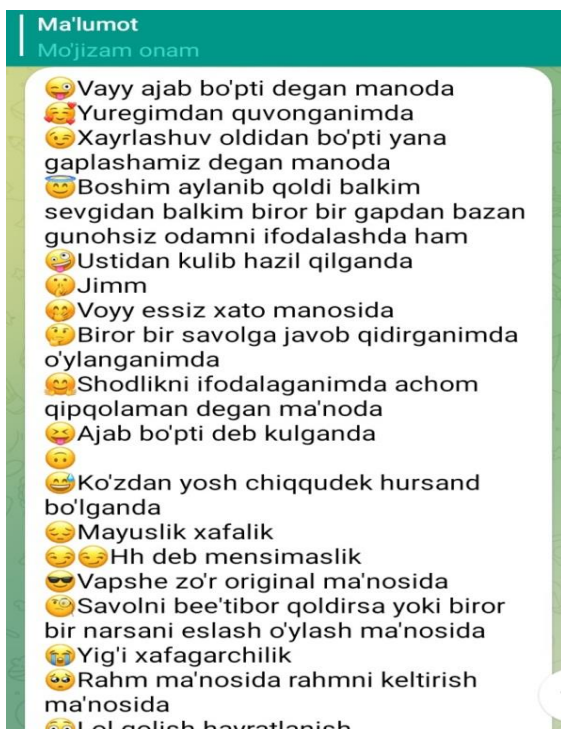 Ma'lumot
Mo'jizam onam
😜Vayy ajab bo'pti degan manoda
🥰Yuregimdan quvonganimda
😉Xayrlashuv oldidan bo'pti yana
gaplashamiz degan manoda
😇Boshim aylanib qoldi balkim
sevgidan balkim biror bir gapdan bazan
gunohsiz odamni ifodalashda ham
🤪Ustidan kulib hazil qilganda
🤫Jimm
🤭Voyy essiz xato manosida
🤔Biror bir savolga javob qidirganimda
o'ylanganimda
🤗Shodlikni ifodalaganimda achom
qipqolaman degan ma'noda
😝Ajab bo'pti deb kulganda
🙃
😅Ko'zdan yosh chiqqudek hursand
bo'lganda
😔Mayuslik xafalik
😏😏Hh deb mensimaslik
😎Vapshe zo'r original ma'nosida
🧐Savolni bee'tibor qoldirsa yoki biror
bir narsani eslash o'ylash ma'nosida
😭Yig'i xafagarchilik
🥺Rahm ma'nosida rahmni keltirish
ma'nosida
😳Lol qolish hayratlanish